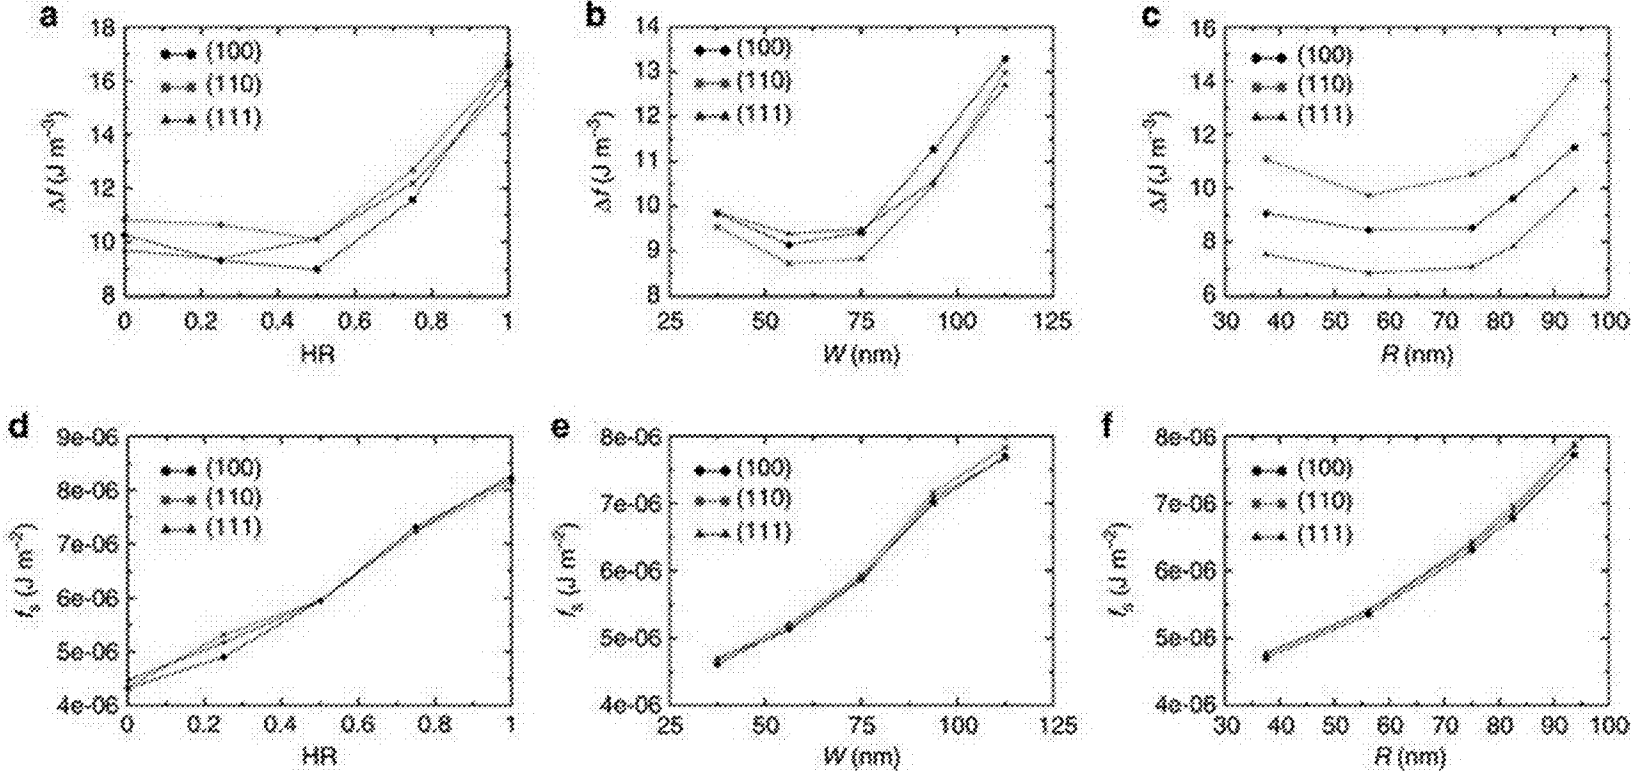 a
18
16
14
12
10
8
Δf (J m⁻³)
(100)
(110)
(111)
0 0.2 0.4 0.6 0.8 1
HR
b
14
13
12
11
10
9
8
Δf (J m⁻³)
(100)
(110)
(111)
25 50 75 100 125
W (nm)
c
16
14
12
10
8
6
Δf (J m⁻³)
(100)
(110)
(111)
30 40 50 60 70 80 90 100
R (nm)
d
9e-06
8e-06
7e-06
6e-06
5e-06
4e-06
fs (J m⁻²)
(100)
(110)
(111)
0 0.2 0.4 0.6 0.8 1
HR
e
8e-06
7e-06
6e-06
5e-06
4e-06
fs (J m⁻²)
(100)
(110)
(111)
25 50 75 100 125
W (nm)
f
8e-06
7e-06
6e-06
5e-06
4e-06
fs (J m⁻²)
(100)
(110)
(111)
30 40 50 60 70 80 90 100
R (nm)